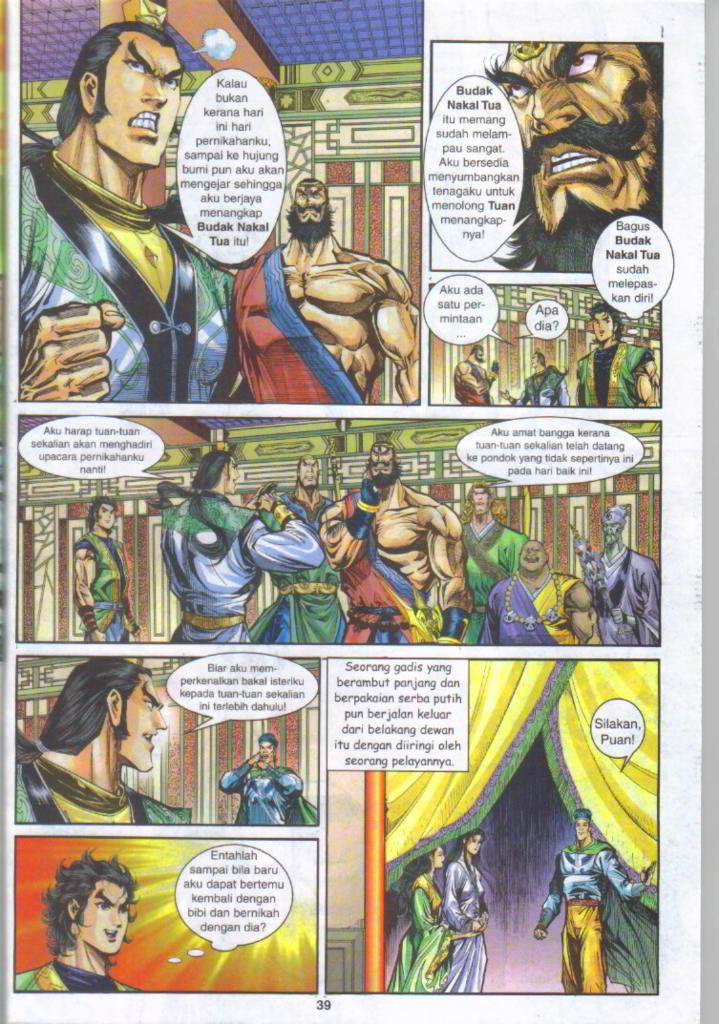 Kalau
bukan
kerana hari
ini hari
pernikahanku,
sampai ke hujung
bumi pun aku akan
mengejar sehingga
aku berjaya
menangkap
Budak Nakal
Tua itu!
Budak
Nakal Tua
itu memang
sudah melam-
pau sangat.
Aku bersedia
menyumbangkan
tenagaku untuk
menolong Tuan
menangkap-
nya!
Bagus
Budak
Nakal Tua
sudah
melepas-
kan diri!
Aku ada
satu per-
mintaan
...
Apa
dia?
Aku harap tuan-tuan
sekalian akan menghadiri
upacara pernikahanku
nanti!
Aku amat bangga kerana
tuan-tuan sekalian telah datang
ke pondok yang tidak sepertinya ini
pada hari baik ini!
Biar aku mem-
perkenalkan bakal isteriku
kepada tuan-tuan sekalian
ini terlebih dahulu!
Seorang gadis yang
berambut panjang dan
berpakaian serba putih
pun berjalan keluar
dari belakang dewan
itu dengan diiringi oleh
seorang pelayannya.
Silakan,
Puan!
Entahlah
sampai bila baru
aku dapat bertemu
kembali dengan
bibi dan bernikah
dengan dia?
39